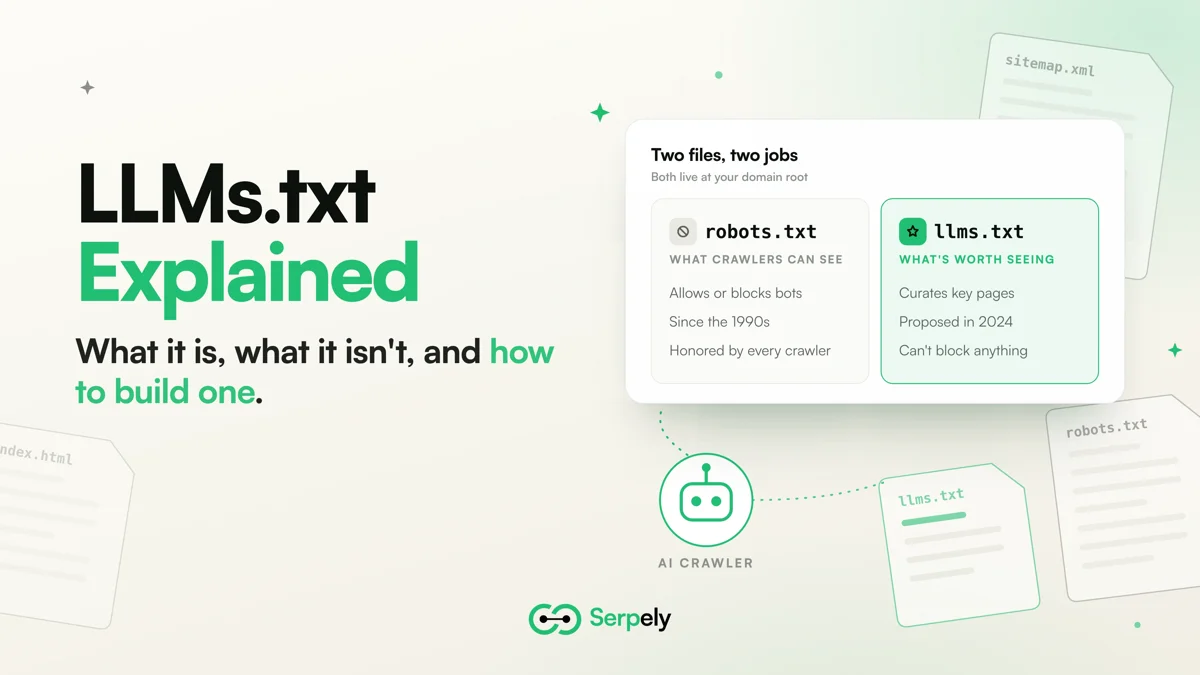 LLMs.txt
Explained
What it is, what it isn't, and how
to build one.
sitemap.xml
Two files, two jobs
Both live at your domain root
robots.txt
WHAT CRAWLERS CAN SEE
Allows or blocks bots
Since the 1990s
Honored by every crawler
llms.txt
WHAT'S WORTH SEEING
Curates key pages
Proposed in 2024
Can't block anything
ndex.html
robots.txt
llms.txt
AI CRAWLER
Serpely